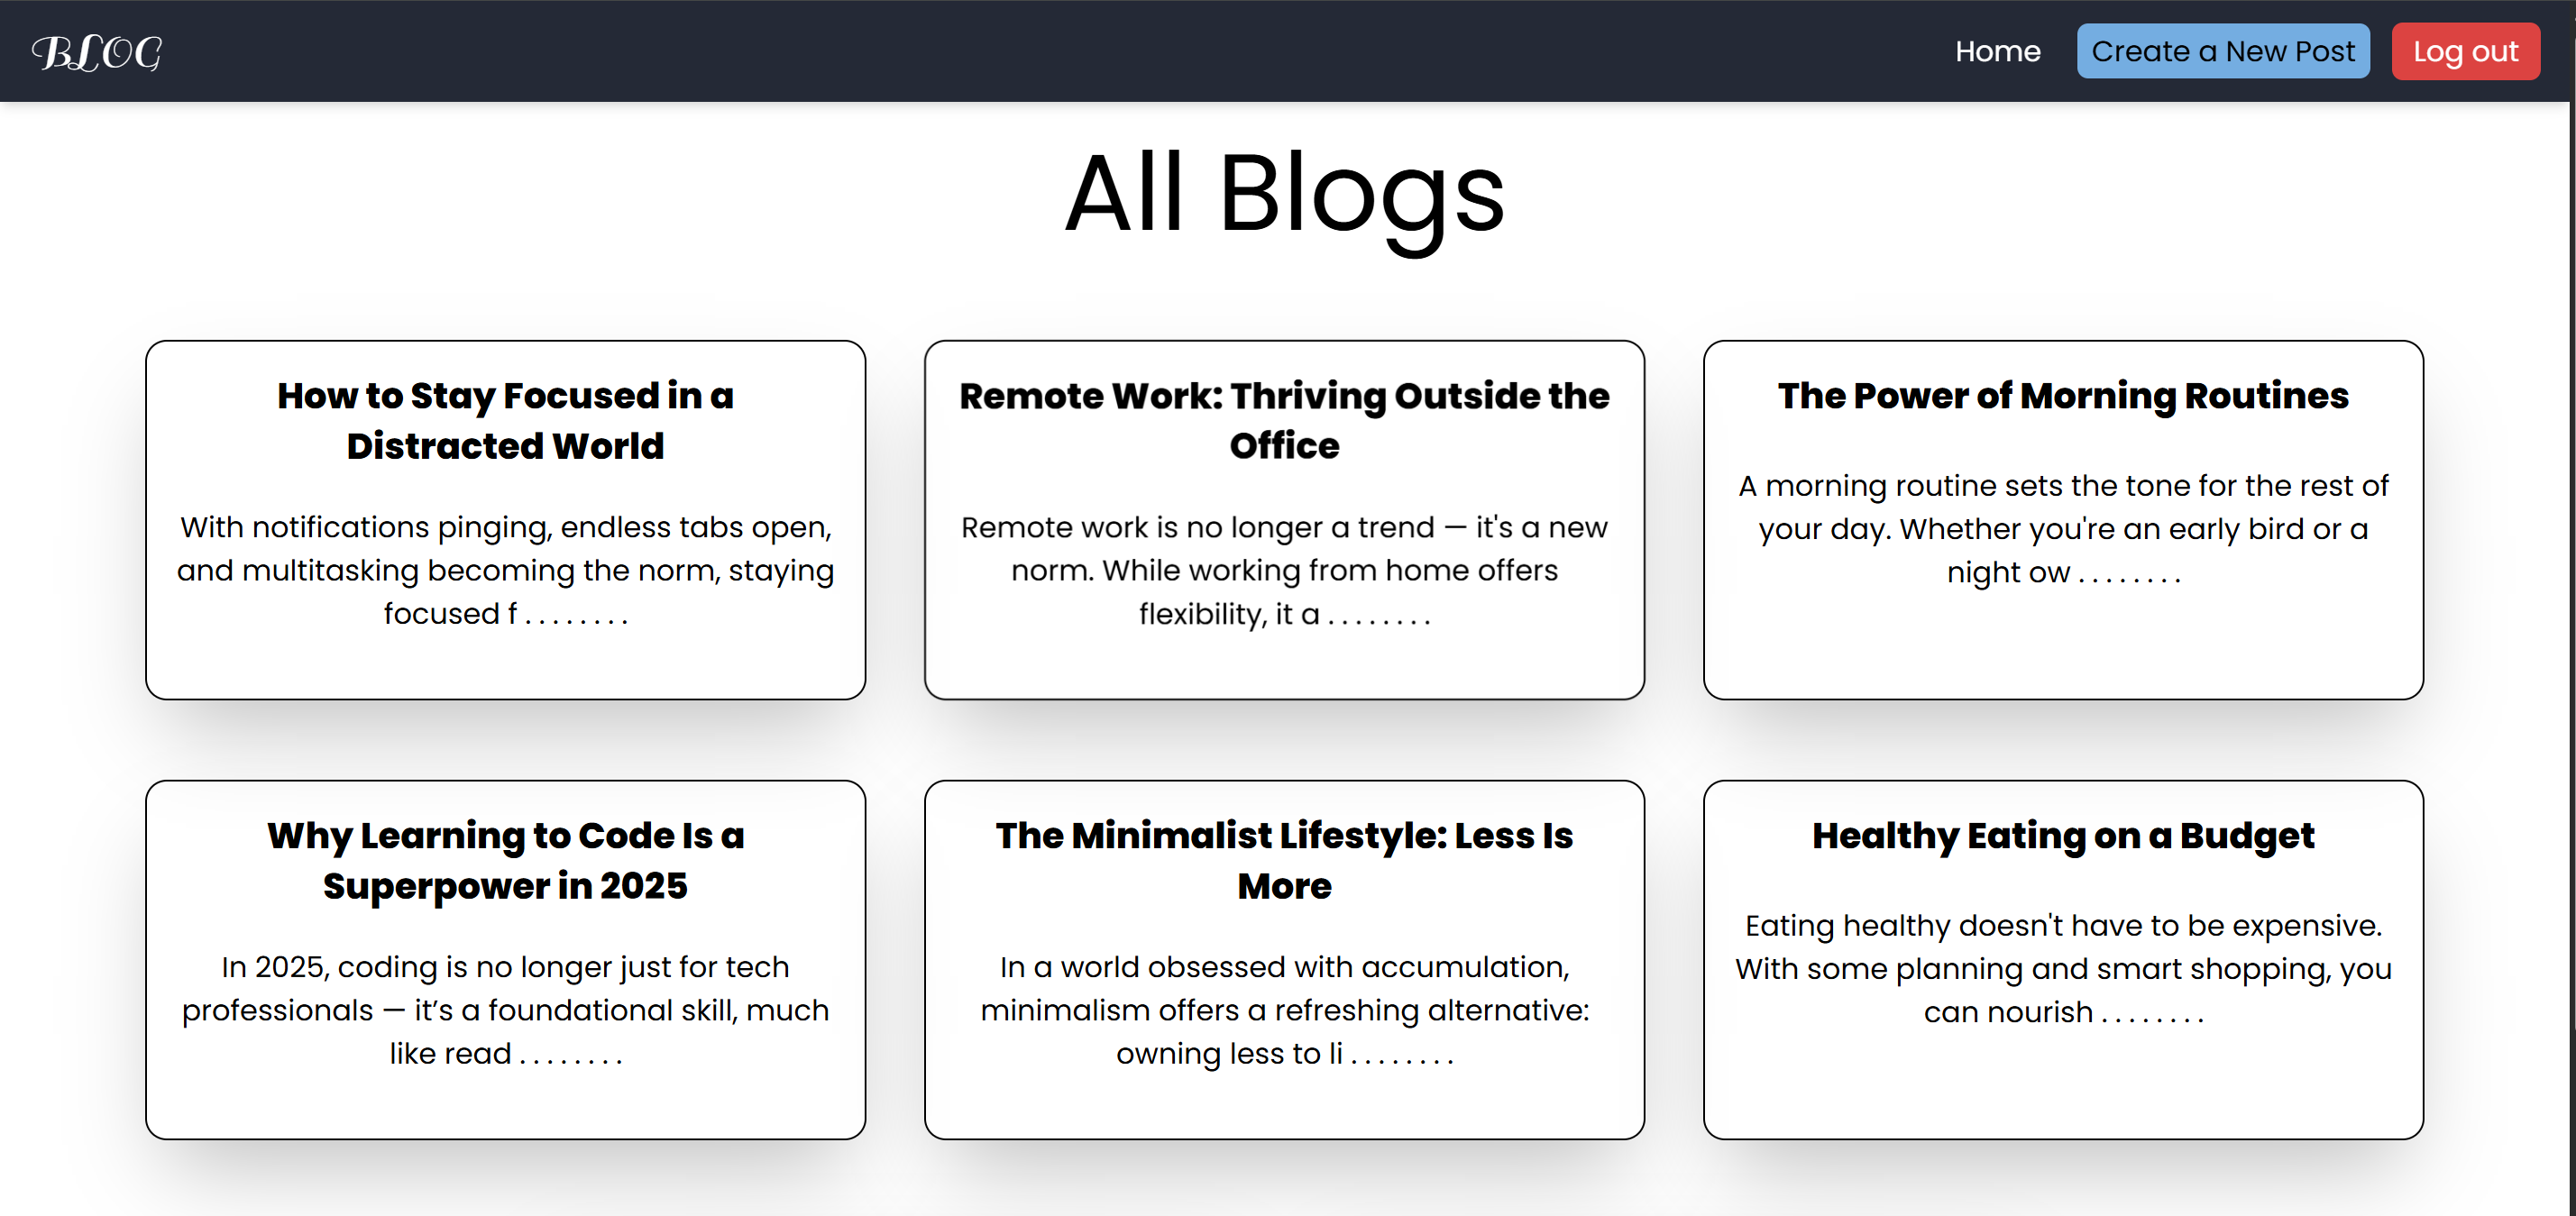 BLOG
Home
Create a New Post
Log out
All Blogs
How to Stay Focused in a
Distracted World
With notifications pinging, endless tabs open,
and multitasking becoming the norm, staying
focused f . . . . . . . .
Remote Work: Thriving Outside the
Office
Remote work is no longer a trend — it's a new
norm. While working from home offers
flexibility, it a . . . . . . . .
The Power of Morning Routines
A morning routine sets the tone for the rest of
your day. Whether you're an early bird or a
night ow . . . . . . . .
Why Learning to Code Is a
Superpower in 2025
In 2025, coding is no longer just for tech
professionals — it’s a foundational skill, much
like read . . . . . . . .
The Minimalist Lifestyle: Less Is
More
In a world obsessed with accumulation,
minimalism offers a refreshing alternative:
owning less to li . . . . . . . .
Healthy Eating on a Budget
Eating healthy doesn't have to be expensive.
With some planning and smart shopping, you
can nourish . . . . . . . .